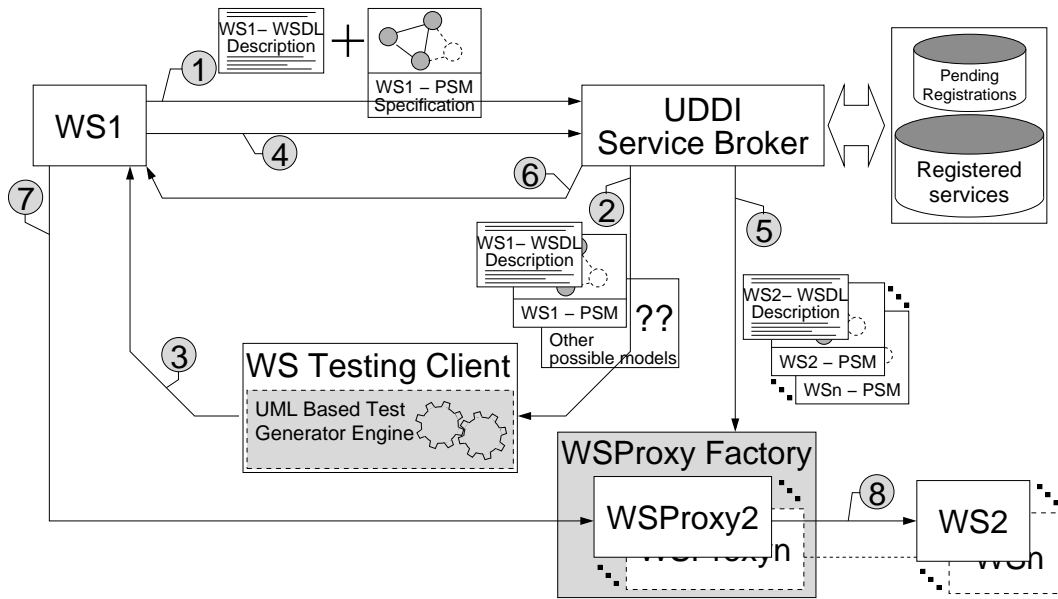 WS1– WSDL
Description
WS1 – PSM
Specification
1
WS1
4
UDDI
Service Broker
Pending
Registrations
Registered
services
7
6
2
5
WS1– WSDL
Description
WS1 – PSM
??
Other
possible models
WS2– WSDL
Description
WS2 – PSM
WSn – PSM
3
WS Testing Client
UML Based Test
Generator Engine
WSProxy Factory
WSProxy2
WSProxyn
8
WS2
WSn